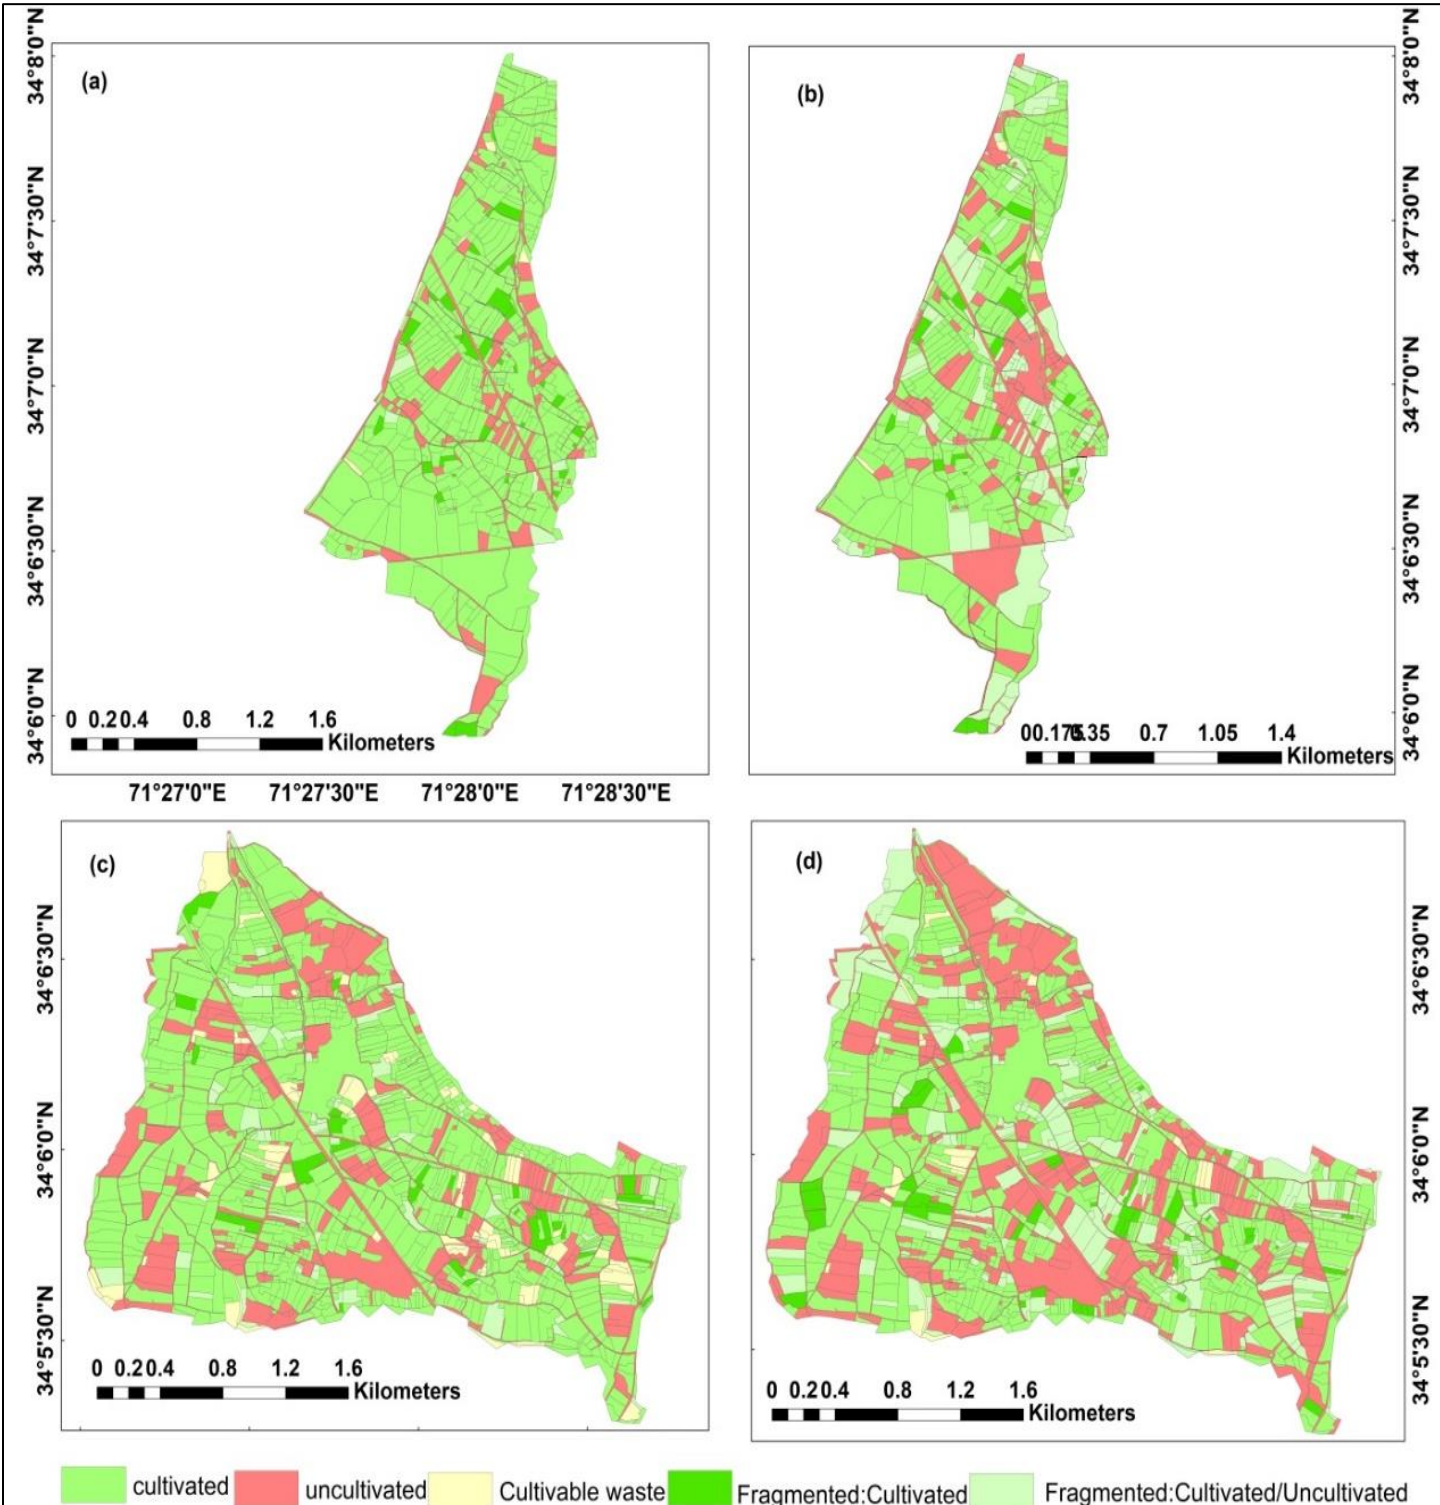 (a)
34°8'0"N
34°7'30"N
34°7'0"N
34°6'30"N
34°6'0"N
0 0.2 0.4 0.8 1.2 1.6
Kilometers
71°27'0"E 71°27'30"E 71°28'0"E 71°28'30"E
(b)
34°8'0"N
34°7'30"N
34°7'0"N
34°6'30"N
34°6'0"N
0 0.175 0.35 0.7 1.05 1.4
Kilometers
(c)
34°6'30"N
34°6'0"N
34°5'30"N
0 0.2 0.4 0.8 1.2 1.6
Kilometers
(d)
34°6'30"N
34°6'0"N
34°5'30"N
0 0.2 0.4 0.8 1.2 1.6
Kilometers
cultivated uncultivated Cultivable waste Fragmented:Cultivated Fragmented:Cultivated/Uncultivated